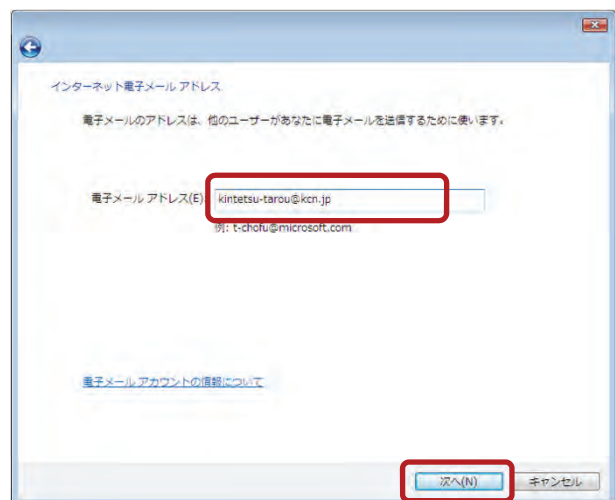 インターネット電子メール アドレス
電子メールのアドレスは、他のユーザーがあなたに電子メールを送信するために使います。
電子メール アドレス(E): kintetsu-tarou@kcn.jp
例: t-chofu@microsoft.com
電子メール アカウントの情報について
次へ(N) キャンセル